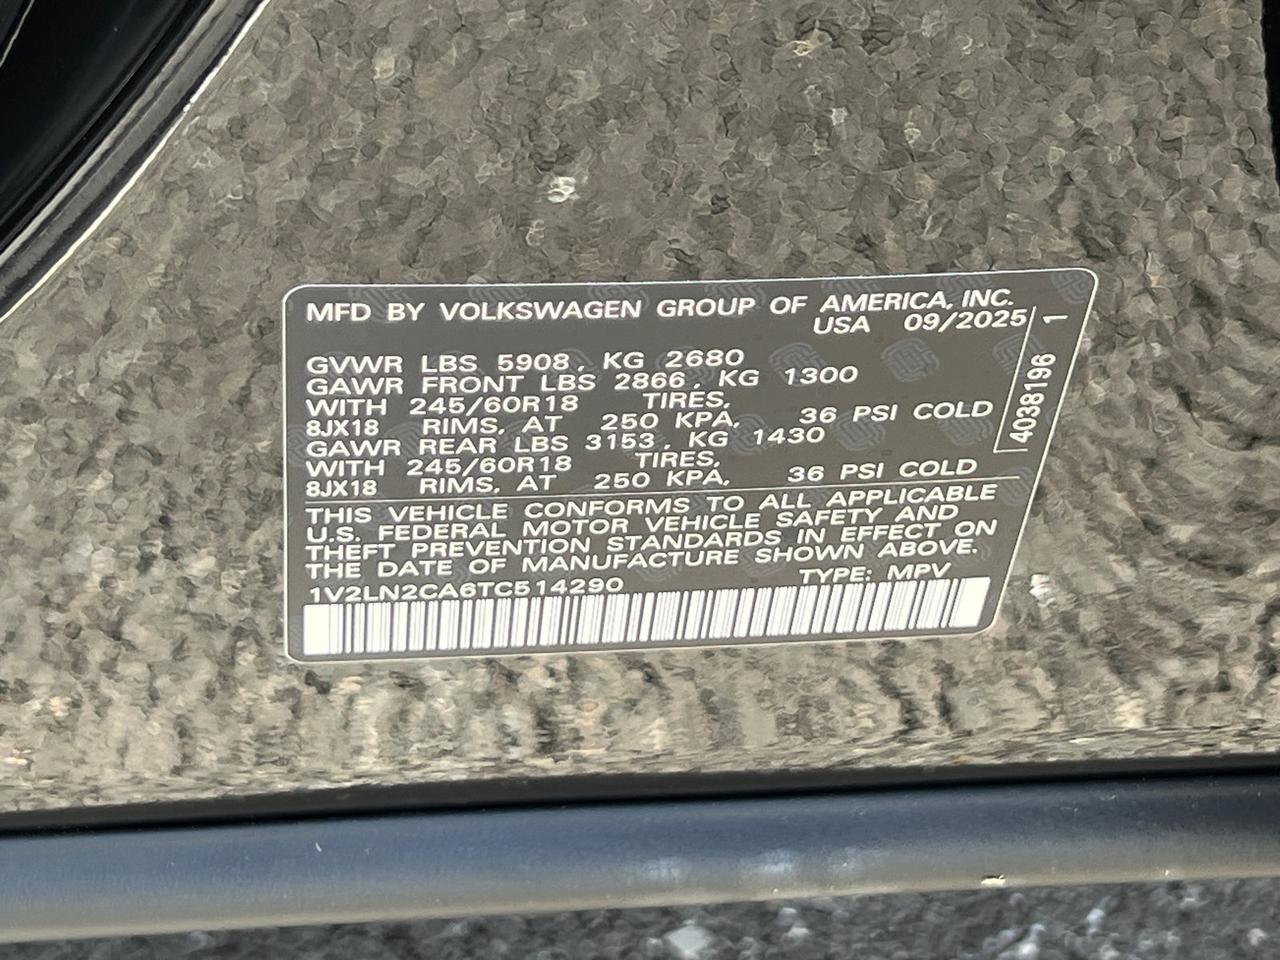 MFD BY VOLKSWAGEN GROUP OF AMERICA, INC.
USA 09/2025
GVWR LBS 5908, KG 2680
GAWR FRONT LBS 2866, KG 1300
WITH 245/60R18 TIRES,
8JX18 RIMS, AT 250 KPA, 36 PSI COLD
GAWR REAR LBS 3153, KG 1430
WITH 245/60R18 TIRES,
8JX18 RIMS, AT 250 KPA, 36 PSI COLD
THIS VEHICLE CONFORMS TO ALL APPLICABLE
U.S. FEDERAL MOTOR VEHICLE SAFETY AND
THEFT PREVENTION STANDARDS IN EFFECT ON
THE DATE OF MANUFACTURE SHOWN ABOVE.
1V2LN2CA6TC514290 TYPE: MPV
4038196 1